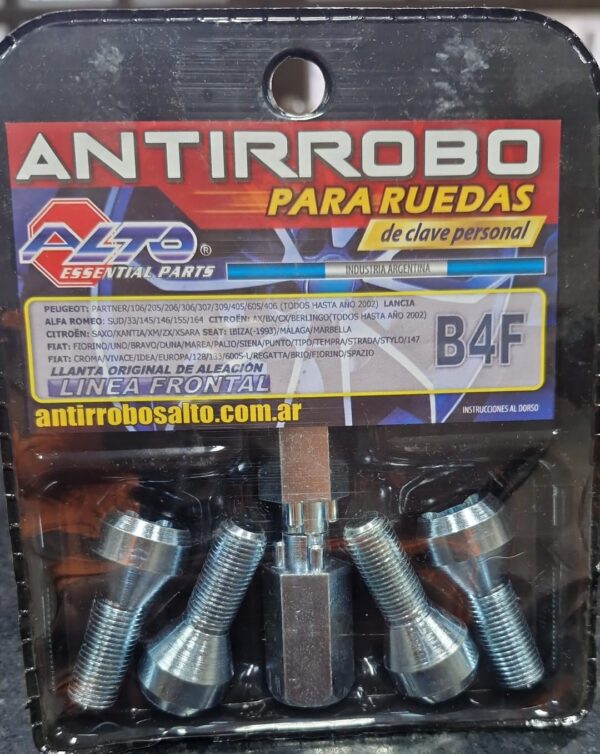 ANTIRROBO
PARA RUEDAS
de clave personal
ALTO®
ESSENTIAL PARTS
INDUSTRIA ARGENTINA
PEUGEOT: PARTNER/106/205/206/306/307/309/405/605/406 (TODOS HASTA AÑO 2002) LANCIA
ALFA ROMEO: SUD/33/145/146/155/164 CITROËN: AX/BX/CX/BERLINGO(TODOS HASTA AÑO 2002)
CITROËN: SAXO/XANTIA/XM/ZX/XSARA SEAT: IBIZA(-1993)/MÁLAGA/MARBELLA
FIAT: FIORINO/UNO/BRAVO/DUNA/MAREA/PALIO/SIENA/PUNTO/TIPO/TEMPRA/STRADA/STYLO/147
FIAT: CROMA/VIVACE/IDEA/EUROPA/128/133/600S-L/REGATTA/BRIO/FIORINO/SPAZIO
LLANTA ORIGINAL DE ALEACIÓN
LINEA FRONTAL
B4F
antirrobosalto.com.ar
INSTRUCCIONES AL DORSO